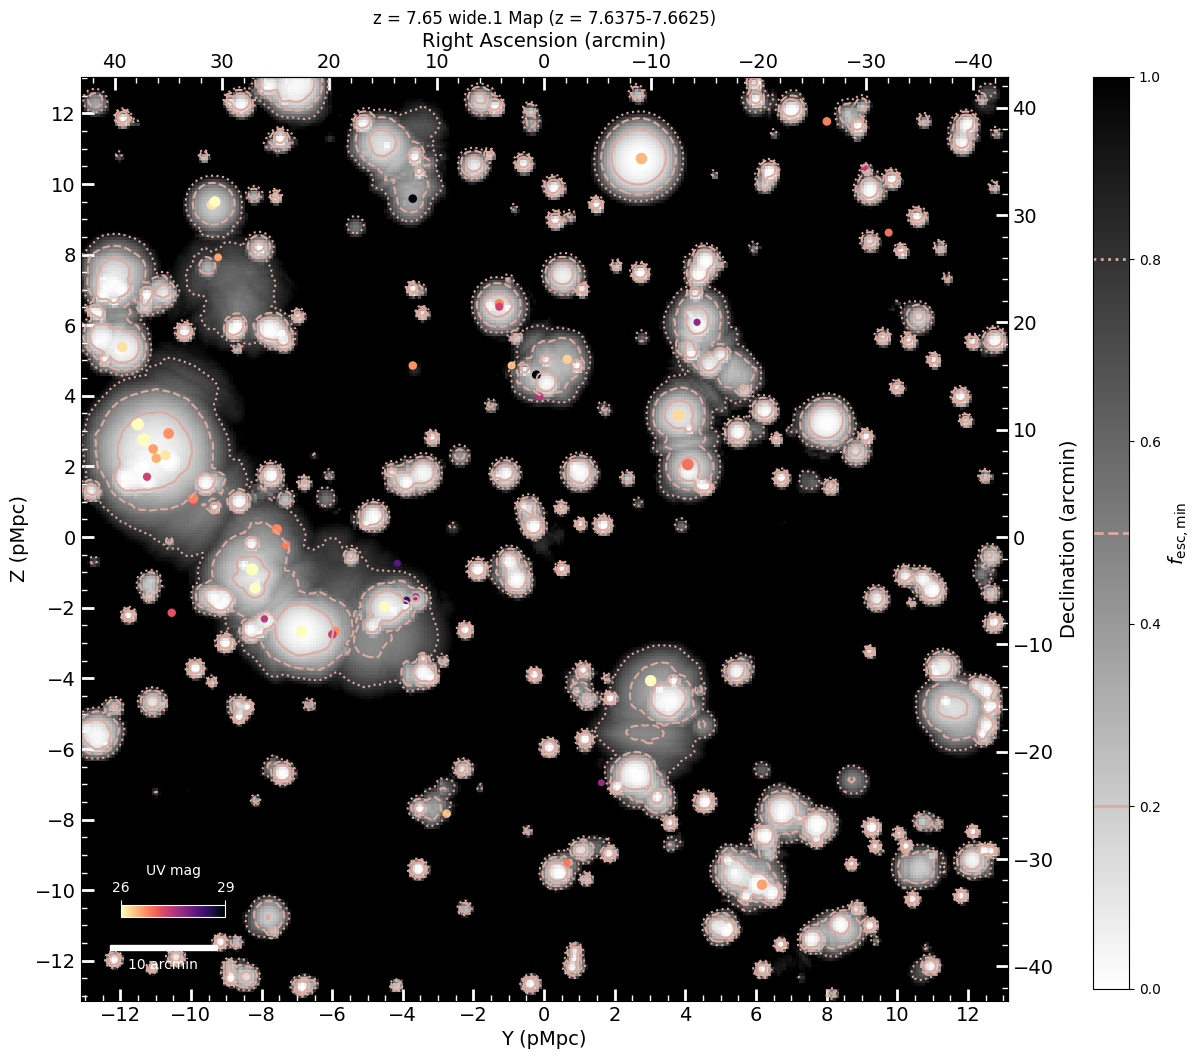 z = 7.65 wide.1 Map (z = 7.6375-7.6625)
Right Ascension (arcmin)
40 30 20 10 0 −10 −20 −30 −40
12 10 8 6 4 2 0 −2 −4 −6 −8 −10 −12
Z (pMpc)
UV mag
26 29
10 arcmin
−12 −10 −8 −6 −4 −2 0 2 4 6 8 10 12
Y (pMpc)
40 30 20 10 0 −10 −20 −30 −40
Declination (arcmin)
1.0 0.8 0.6 0.4 0.2 0.0
fesc,min